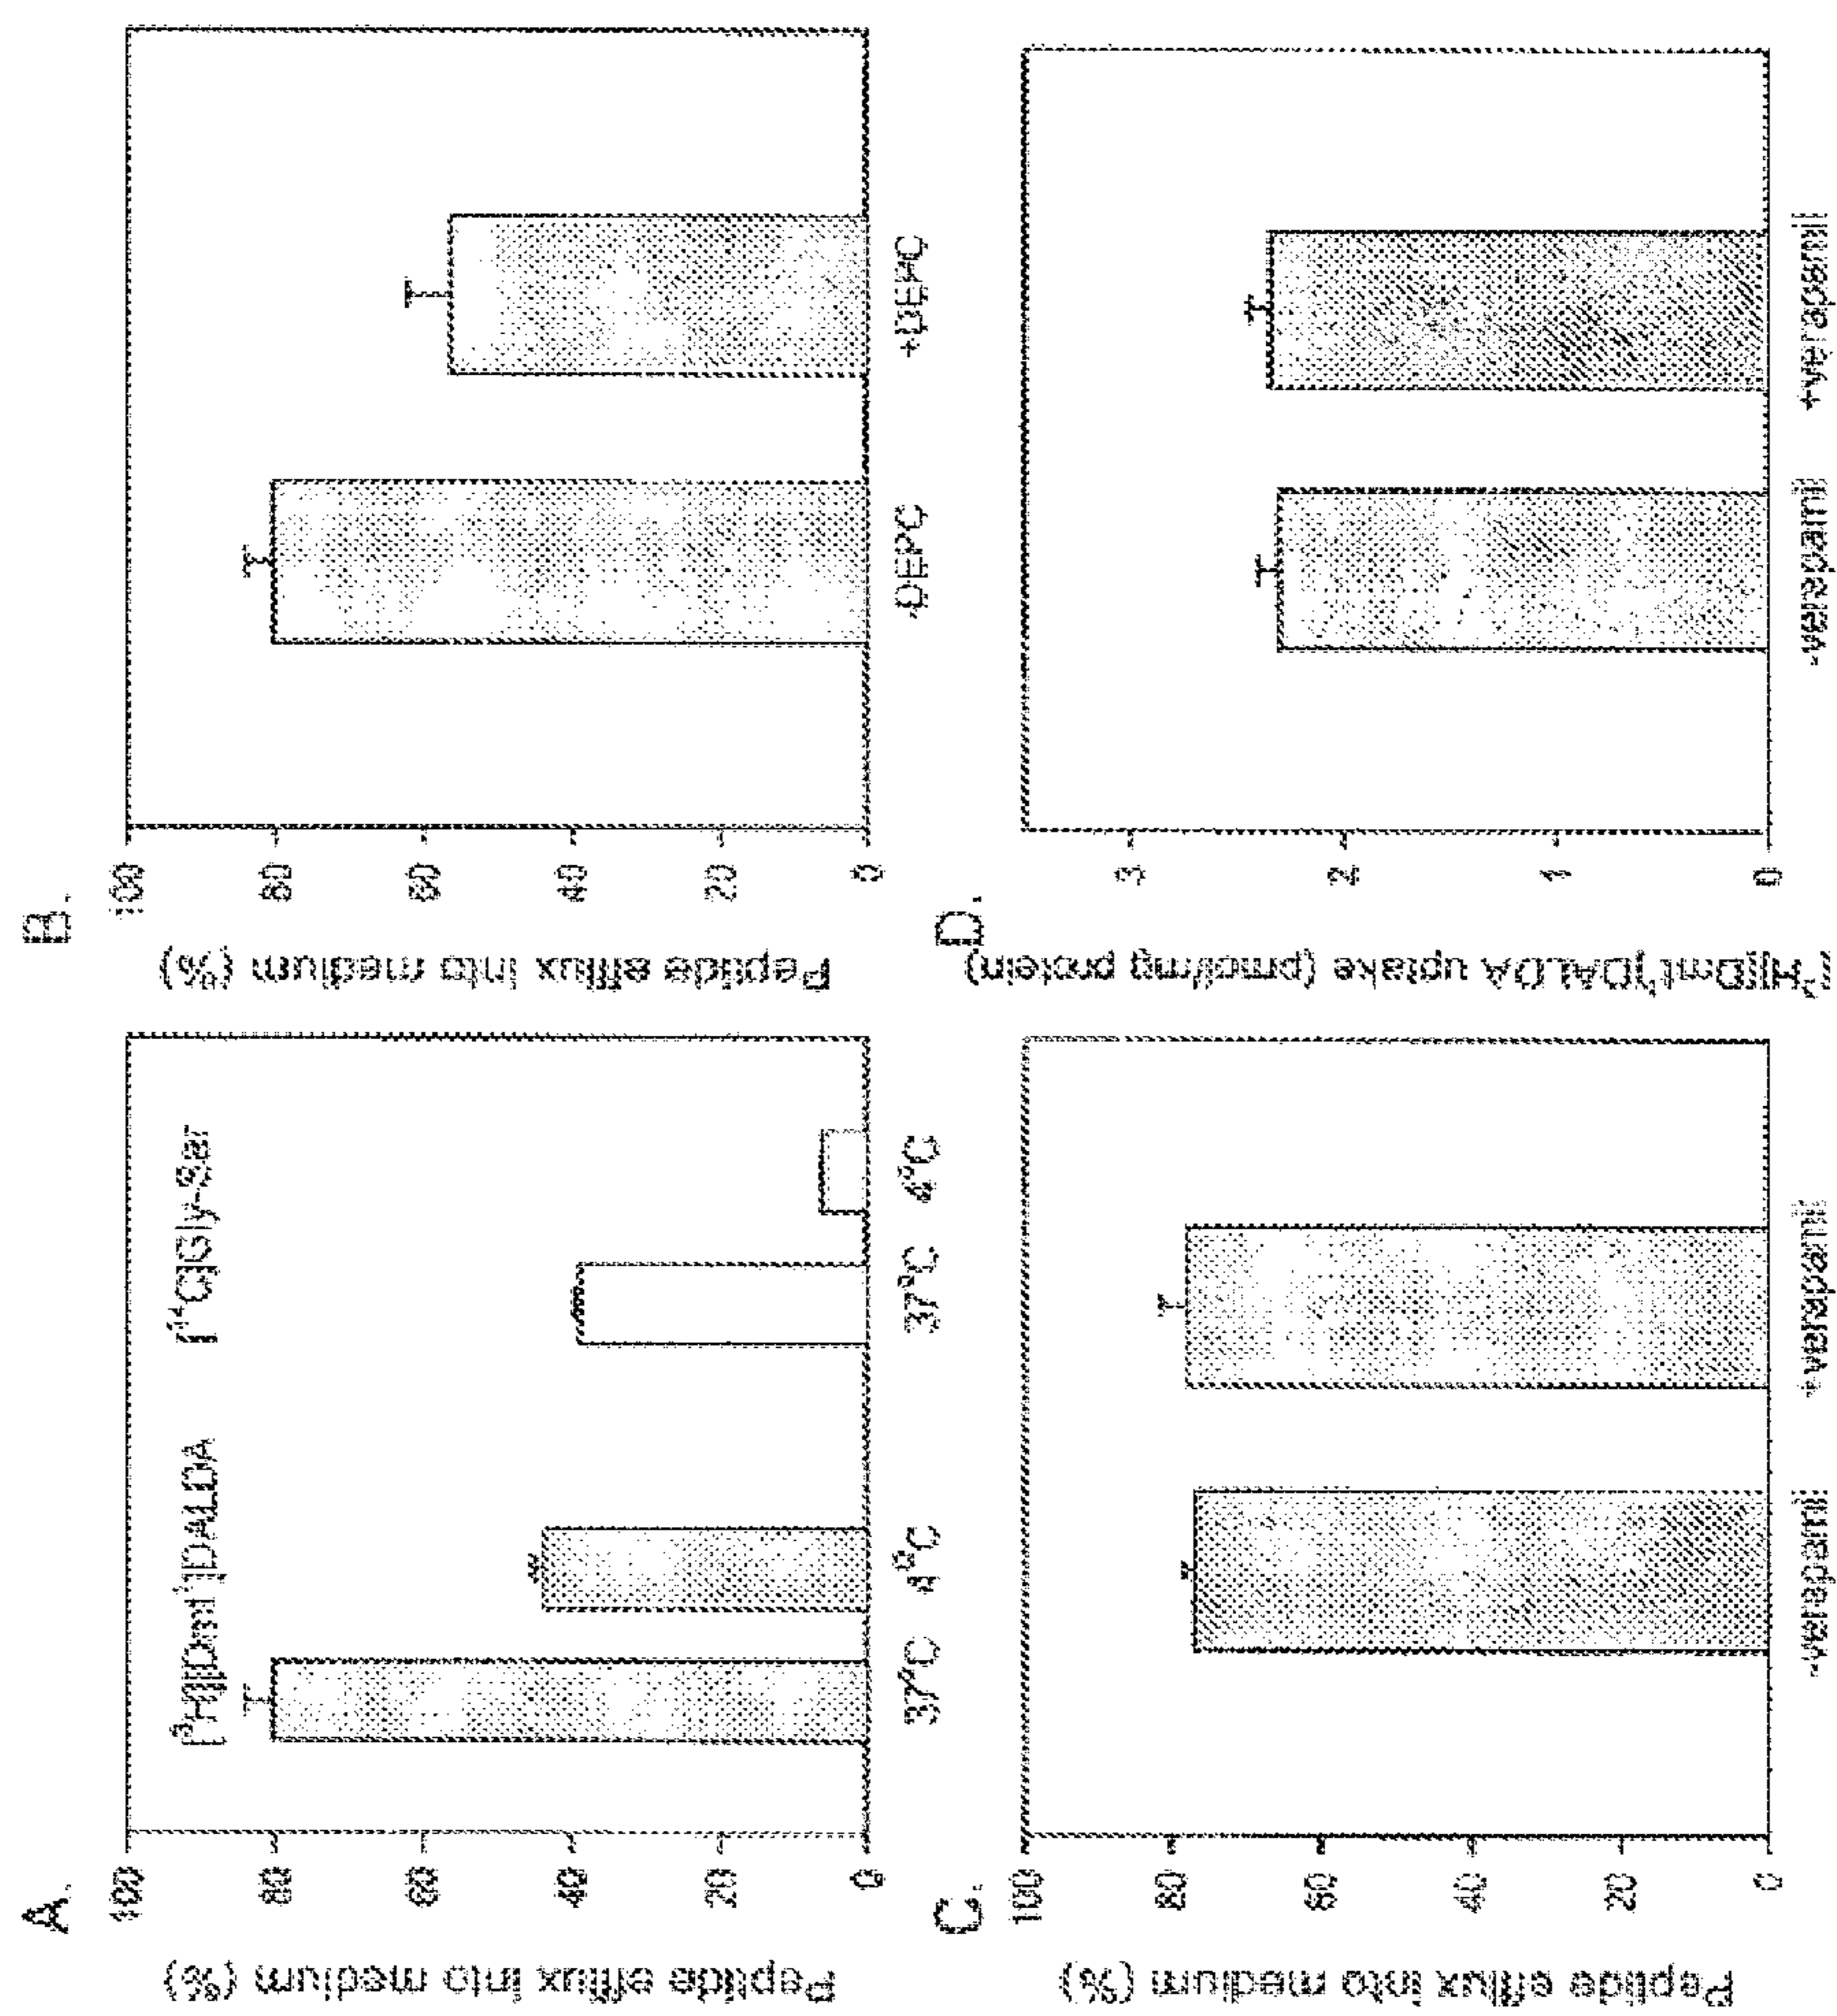 A.
Peptide efflux into medium (%)
100
80
60
40
20
0
[³H][Dmt¹]DALDA
[¹⁴C]Gly-Sar
37°C 4°C 37°C 4°C
B.
Peptide efflux into medium (%)
100
80
60
40
20
0
-DEPC +DEPC
C.
Peptide efflux into medium (%)
100
80
60
40
20
0
-verapamil +verapamil
D.
[³H][Dmt¹]DALDA uptake (pmol/mg protein)
3
2
1
0
-verapamil +verapamil